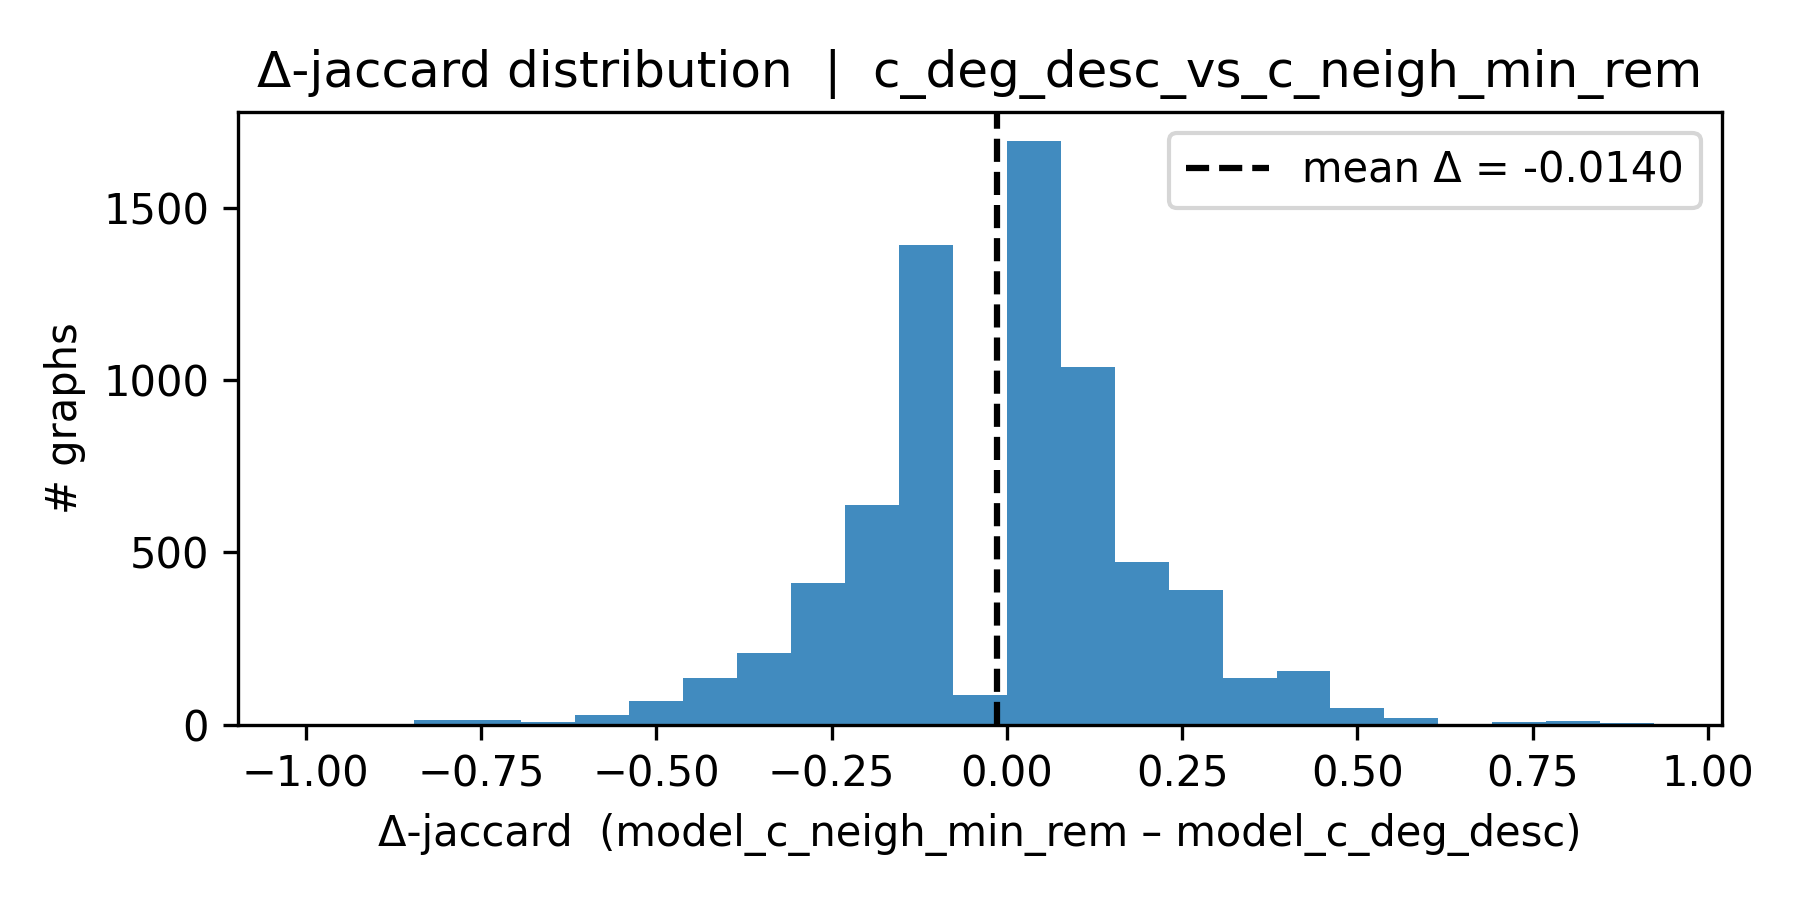 Δ-jaccard distribution | c_deg_desc_vs_c_neigh_min_rem
mean Δ = -0.0140
# graphs
1500
1000
500
0
−1.00 −0.75 −0.50 −0.25 0.00 0.25 0.50 0.75 1.00
Δ-jaccard (model_c_neigh_min_rem – model_c_deg_desc)